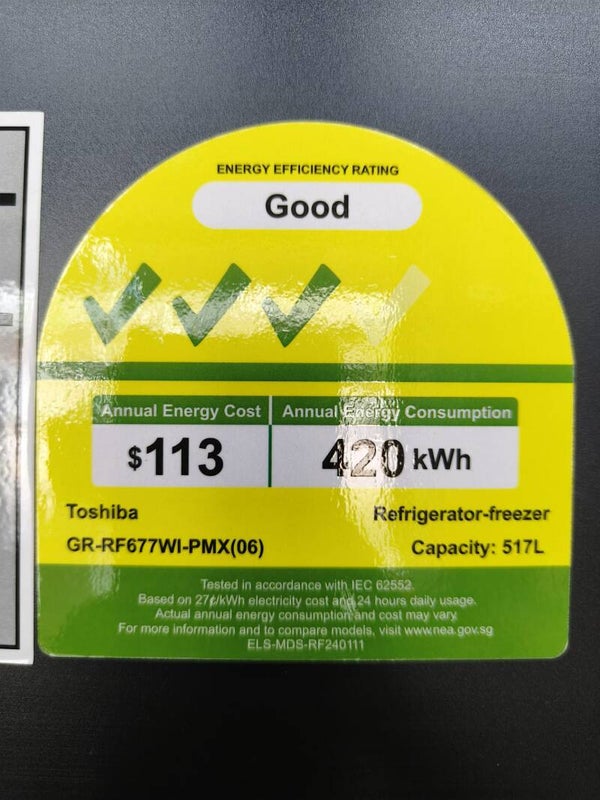 ENERGY EFFICIENCY RATING
Good
Annual Energy Cost
Annual Energy Consumption
$113
420 kWh
Toshiba
Refrigerator-freezer
GR-RF677WI-PMX(06)
Capacity: 517L
Tested in accordance with IEC 62552.
Based on 27¢/kWh electricity cost and 24 hours daily usage.
Actual annual energy consumption and cost may vary.
For more information and to compare models, visit www.nea.gov.sg
ELS-MDS-RF240111